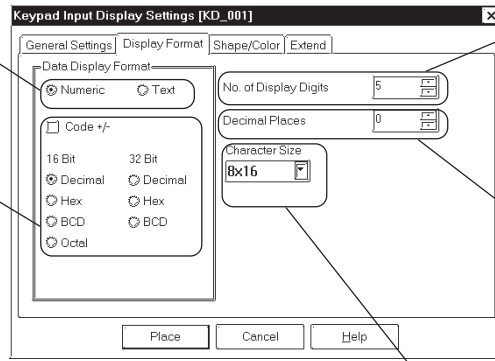 Keypad Input Display Settings [KD_001]
General Settings Display Format Shape/Color Extend
Data Display Format
Numeric Text
Code +/-
16 Bit 32 Bit
Decimal Decimal
Hex Hex
BCD BCD
Octal
No. of Display Digits 5
Decimal Places 0
Character Size
8x16
Place Cancel Help